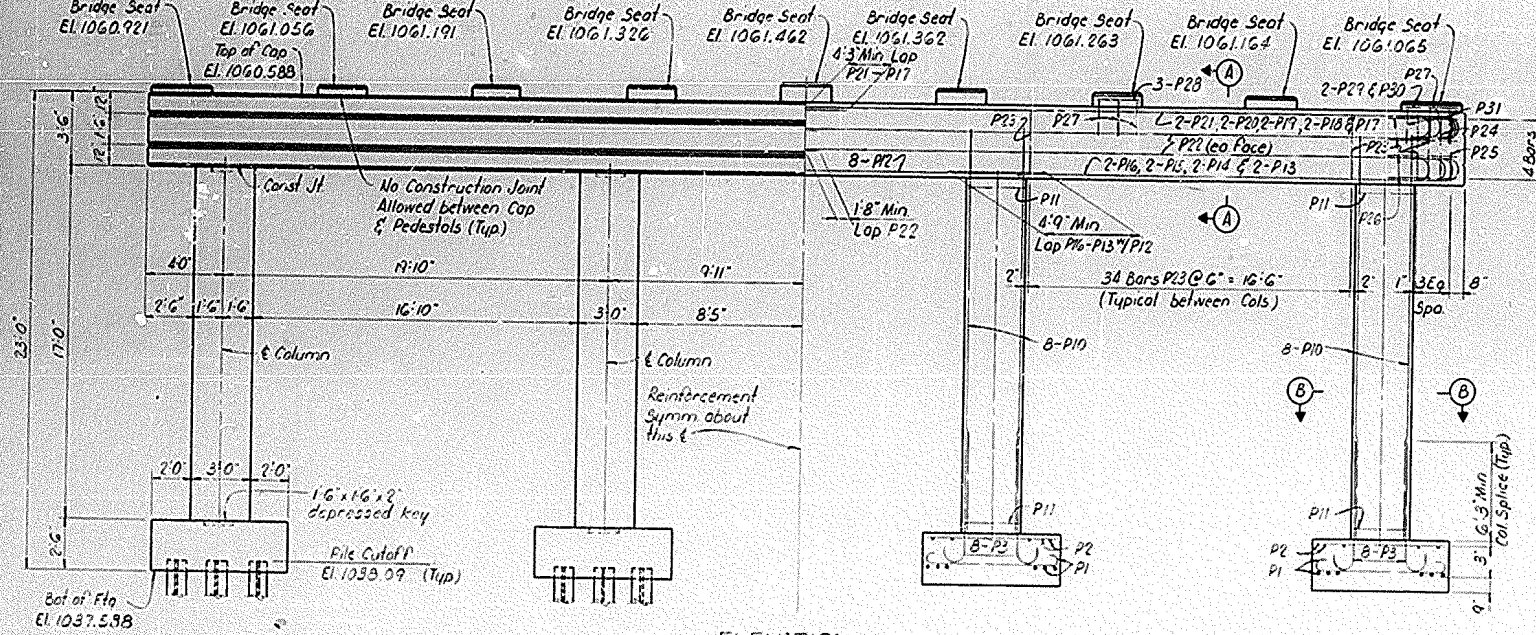 Bridge Seat
El. 1060.921
Bridge Seat
El. 1061.056
Bridge Seat
El. 1061.191
Bridge Seat
El. 1061.326
Bridge Seat
El. 1061.462
Bridge Seat
El. 1061.362
Bridge Seat
El. 1061.263
Bridge Seat
El. 1061.164
Bridge Seat
El. 1061.065
Top of Cap
El. 1060.588
4'-3" Min Lap
P21-P17
3-P28
A
P27
2-P29 & P30
P31
P23
P27
2-P21, 2-P20, 2-P19, 2-P18 & P17
P24
P22 (ea Face)
P25
4 Bars
8-P12
2-P16, 2-P15, 2-P14 & 2-P13
12" 1'-6" 12"
3'-6"
Const Jt.
No Construction Joint
Allowed between Cap
& Pedestals (Typ.)
1'-8" Min
Lap P22
P11
A
P11
P26
4'-9" Min
Lap P16-P13 w/P12
4'-0"
19'-10"
9'-11"
2"
34 Bars P23 @ 6" = 16'-6"
(Typical between Cols)
2"
1"
3 Eq
Spa.
8"
2'-6"
1'-6"
1'-6"
16'-10"
3'-0"
8'-5"
23'-0"
17'-0"
℄ Column
℄ Column
8-P10
8-P10
Reinforcement
Symm about
this ℄
B
B
2'-0"
3'-0"
2'-0"
1'-6" x 1'-6" x 2"
depressed key
6'-3" Min
Col Splice (Typ.)
P11
P11
2'-6"
Pile Cutoff
(Typ)
8-P3
P2
P1
P2
P1
8-P3
3"
9"
Bot of Ftg
El. 1037.588
ELEVATION